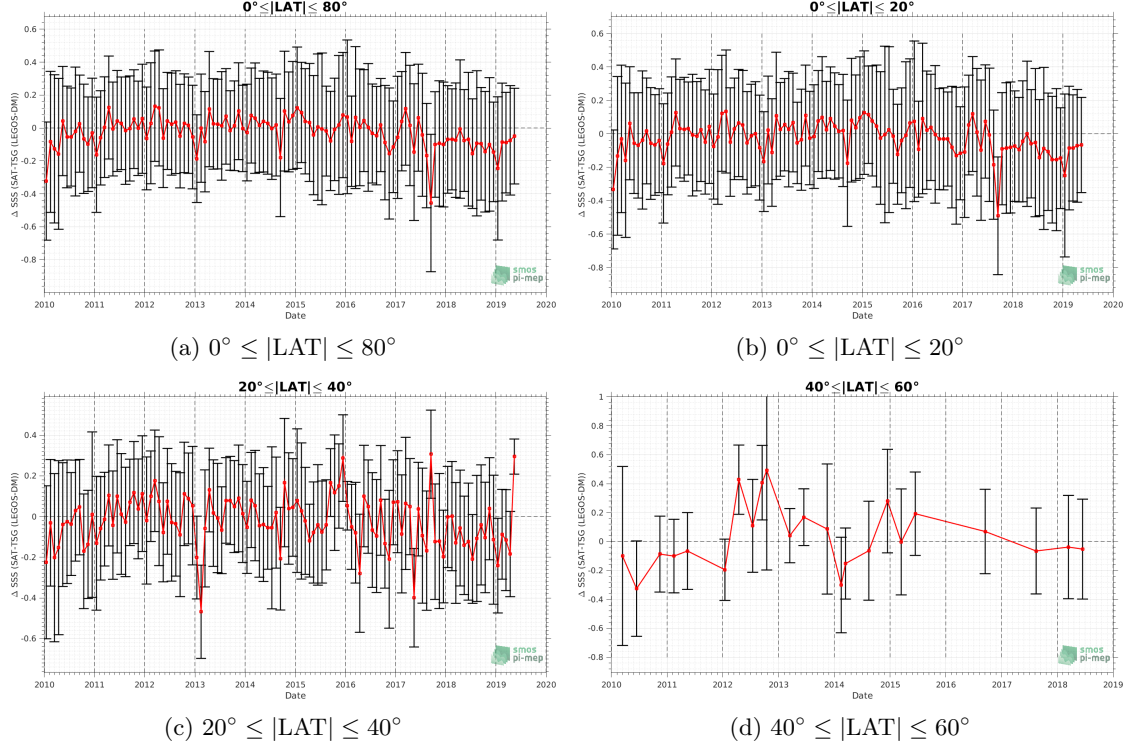 0°≤|LAT|≤ 80°
Δ SSS (SAT-TSG (LEGOS-DM))
0.6
0.4
0.2
0
-0.2
-0.4
-0.6
-0.8
2010 2011 2012 2013 2014 2015 2016 2017 2018 2019 2020
Date
smos
pi-mep
(a) 0° ≤ |LAT| ≤ 80°
0°≤|LAT|≤ 20°
Δ SSS (SAT-TSG (LEGOS-DM))
0.6
0.4
0.2
0
-0.2
-0.4
-0.6
-0.8
2010 2011 2012 2013 2014 2015 2016 2017 2018 2019 2020
Date
smos
pi-mep
(b) 0° ≤ |LAT| ≤ 20°
20°≤|LAT|≤ 40°
Δ SSS (SAT-TSG (LEGOS-DM))
0.4
0.2
0
-0.2
-0.4
-0.6
2010 2011 2012 2013 2014 2015 2016 2017 2018 2019 2020
Date
smos
pi-mep
(c) 20° ≤ |LAT| ≤ 40°
40°≤|LAT|≤ 60°
Δ SSS (SAT-TSG (LEGOS-DM))
1
0.8
0.6
0.4
0.2
0
-0.2
-0.4
-0.6
-0.8
2010 2011 2012 2013 2014 2015 2016 2017 2018 2019
Date
smos
pi-mep
(d) 40° ≤ |LAT| ≤ 60°